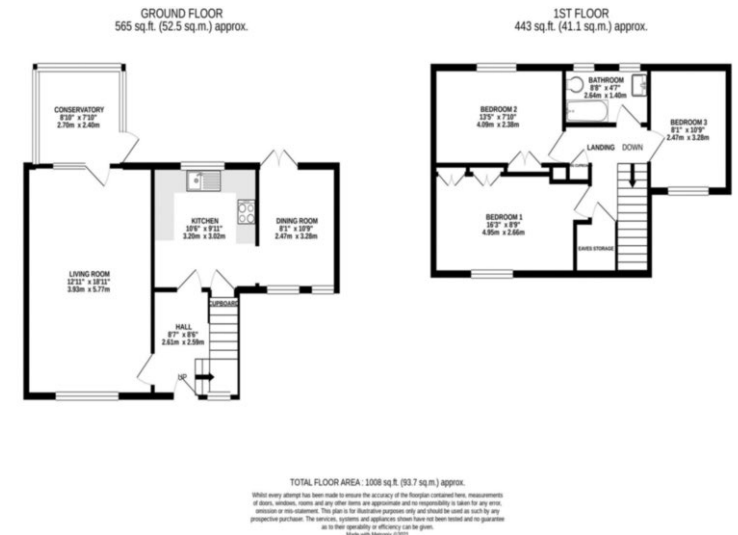 GROUND FLOOR
565 sq.ft. (52.5 sq.m.) approx.
1ST FLOOR
443 sq.ft. (41.1 sq.m.) approx.
CONSERVATORY
8'10" x 7'10"
2.70m x 2.40m
KITCHEN
10'6" x 9'11"
3.20m x 3.02m
DINING ROOM
8'1" x 10'9"
2.47m x 3.28m
LIVING ROOM
12'11" x 18'11"
3.93m x 5.77m
CUPBOARD
HALL
8'7" x 8'6"
2.61m x 2.59m
UP
BATHROOM
8'8" x 4'7"
2.64m x 1.40m
BEDROOM 2
13'5" x 7'10"
4.09m x 2.38m
BEDROOM 3
8'1" x 10'9"
2.47m x 3.28m
LANDING
DOWN
BEDROOM 1
16'3" x 8'9"
4.95m x 2.66m
EAVES STORAGE
TOTAL FLOOR AREA : 1008 sq.ft. (93.7 sq.m.) approx.
Whilst every attempt has been made to ensure the accuracy of the floorplan contained here, measurements
of doors, windows, rooms and any other items are approximate and no responsibility is taken for any error,
omission or mis-statement. This plan is for illustrative purposes only and should be used as such by any
prospective purchaser. The services, systems and appliances shown have not been tested and no guarantee
as to their operability or efficiency can be given.
Made with Metropix ©2021